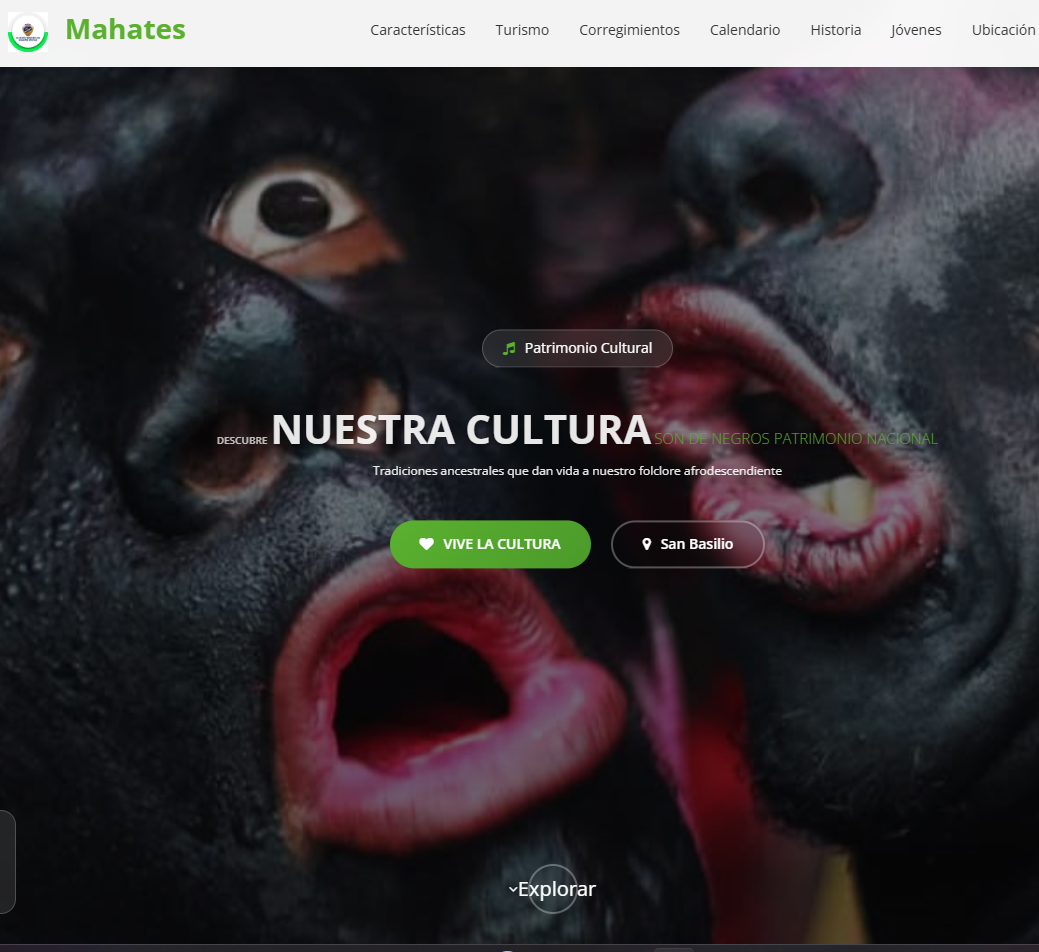 Mahates
Características Turismo Corregimientos Calendario Historia Jóvenes Ubicación
Patrimonio Cultural
DESCUBRE NUESTRA CULTURA SON DE NEGROS PATRIMONIO NACIONAL
Tradiciones ancestrales que dan vida a nuestro folclore afrodescendiente
VIVE LA CULTURA San Basilio
Explorar